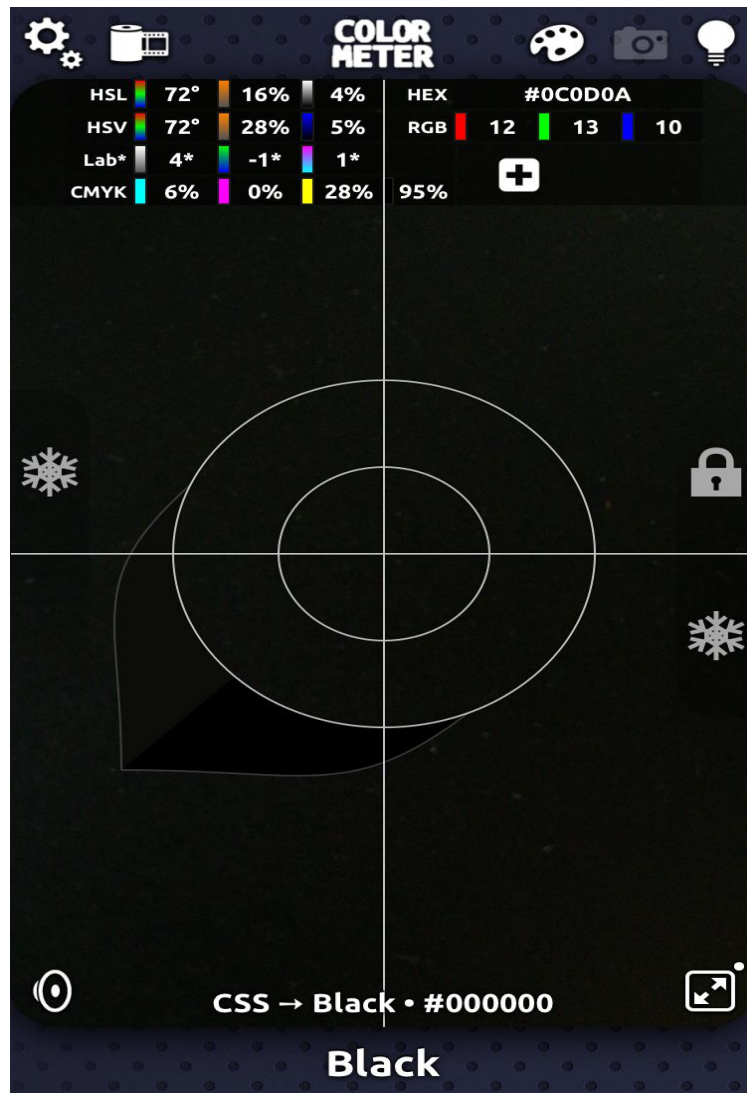 COLOR
METER
HSL 72° 16% 4% HEX #0C0D0A
HSV 72° 28% 5% RGB 12 13 10
Lab* 4* -1* 1*
CMYK 6% 0% 28% 95%
CSS → Black • #000000
Black